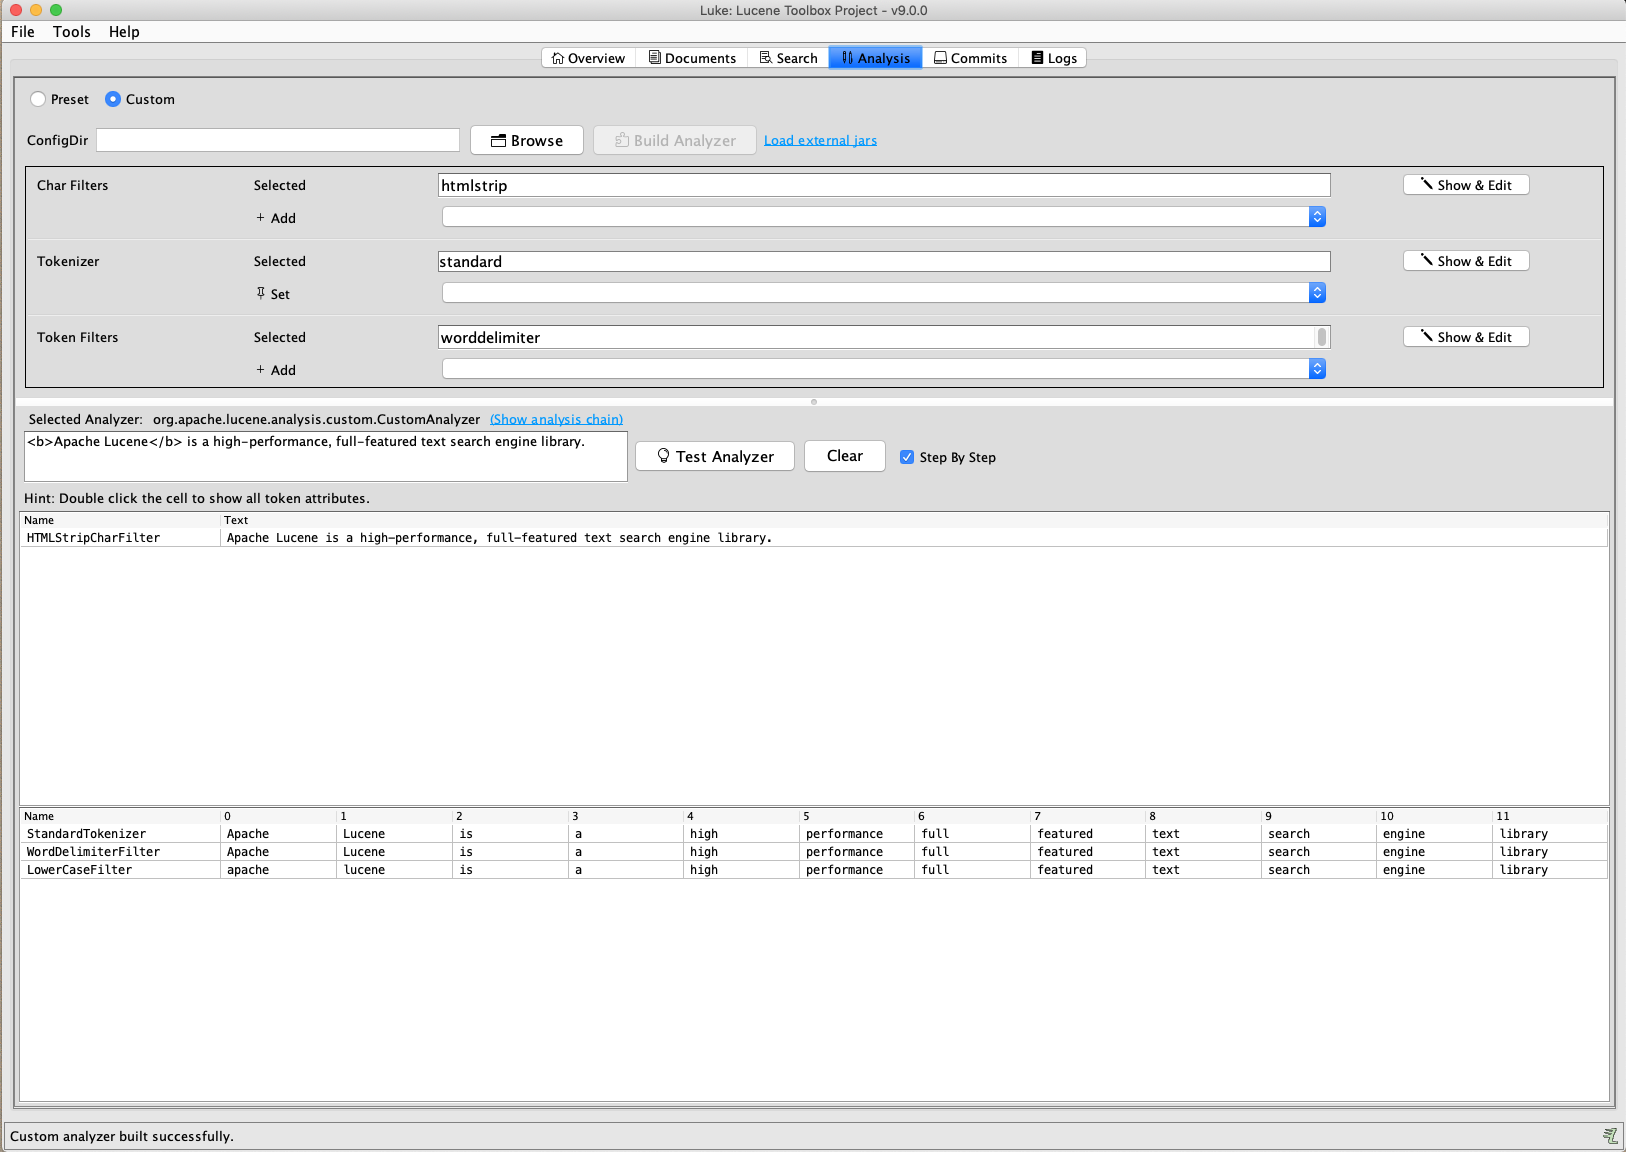 Luke: Lucene Toolbox Project - v9.0.0
File Tools Help
Overview Documents Search Analysis Commits Logs
Preset Custom
ConfigDir Browse Build Analyzer Load external jars
Char Filters Selected htmlstrip Show & Edit
+ Add
Tokenizer Selected standard Show & Edit
Set
Token Filters Selected worddelimiter Show & Edit
+ Add
Selected Analyzer: org.apache.lucene.analysis.custom.CustomAnalyzer (Show analysis chain)
<b>Apache Lucene</b> is a high-performance, full-featured text search engine library.
Test Analyzer Clear Step By Step
Hint: Double click the cell to show all token attributes.
Name Text
HTMLStripCharFilter Apache Lucene is a high-performance, full-featured text search engine library.
Name 0 1 2 3 4 5 6 7 8 9 10 11
StandardTokenizer Apache Lucene is a high performance full featured text search engine library
WordDelimiterFilter Apache Lucene is a high performance full featured text search engine library
LowerCaseFilter apache lucene is a high performance full featured text search engine library
Custom analyzer built successfully.